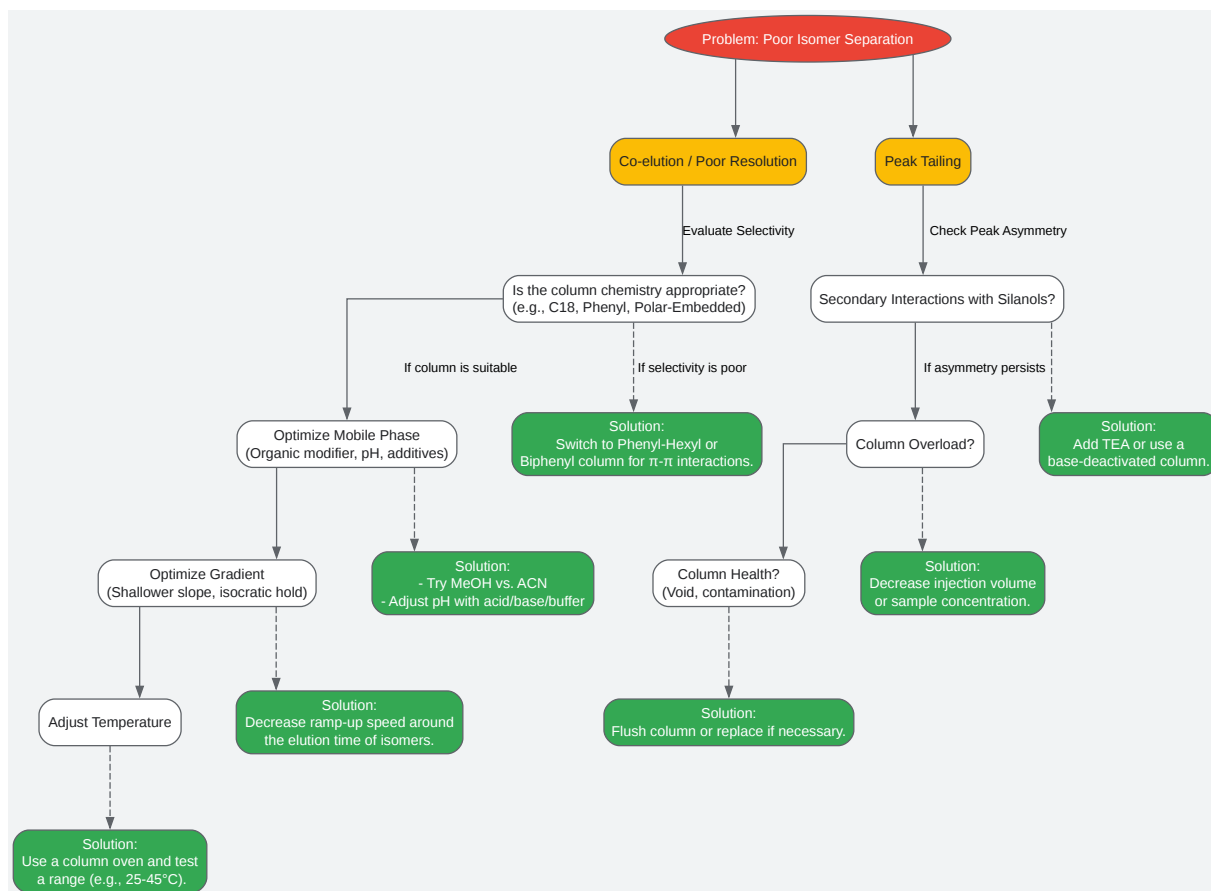 Problem: Poor Isomer Separation
Co-elution / Poor Resolution
Peak Tailing
Evaluate Selectivity
Check Peak Asymmetry
Is the column chemistry appropriate?
(e.g., C18, Phenyl, Polar-Embedded)
Secondary Interactions with Silanols?
If column is suitable
If selectivity is poor
If asymmetry persists
Optimize Mobile Phase
(Organic modifier, pH, additives)
Solution:
Switch to Phenyl-Hexyl or
Biphenyl column for π-π interactions.
Column Overload?
Solution:
Add TEA or use a
base-deactivated column.
Optimize Gradient
(Shallower slope, isocratic hold)
Solution:
- Try MeOH vs. ACN
- Adjust pH with acid/base/buffer
Column Health?
(Void, contamination)
Solution:
Decrease injection volume
or sample concentration.
Adjust Temperature
Solution:
Decrease ramp-up speed around
the elution time of isomers.
Solution:
Flush column or replace if necessary.
Solution:
Use a column oven and test
a range (e.g., 25-45°C).